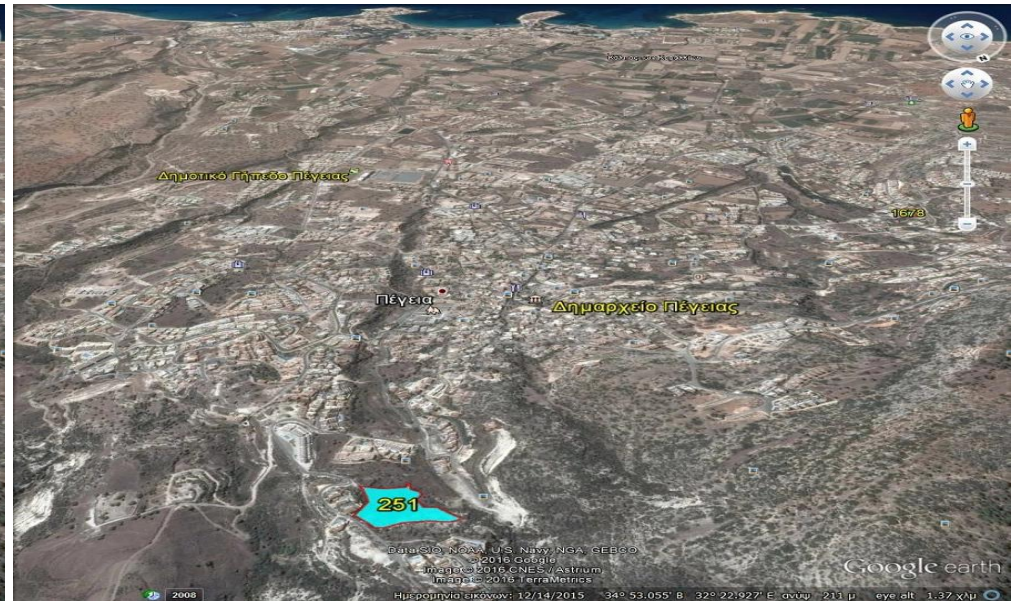 N
Δημοτικό Γήπεδο Πέγειας
1678
Πέγεια
Δημαρχείο Πέγειας
251
Data SIO, NOAA, U.S. Navy, NGA, GEBCO
© 2016 Google
Image © 2016 CNES / Astrium
Image © 2016 TerraMetrics
Google earth
2008
Ημερομηνία εικόνων: 12/14/2015 34° 53.055' Β 32° 22.927' Ε ανύψ 211 μ eye alt 1.37 χλμ